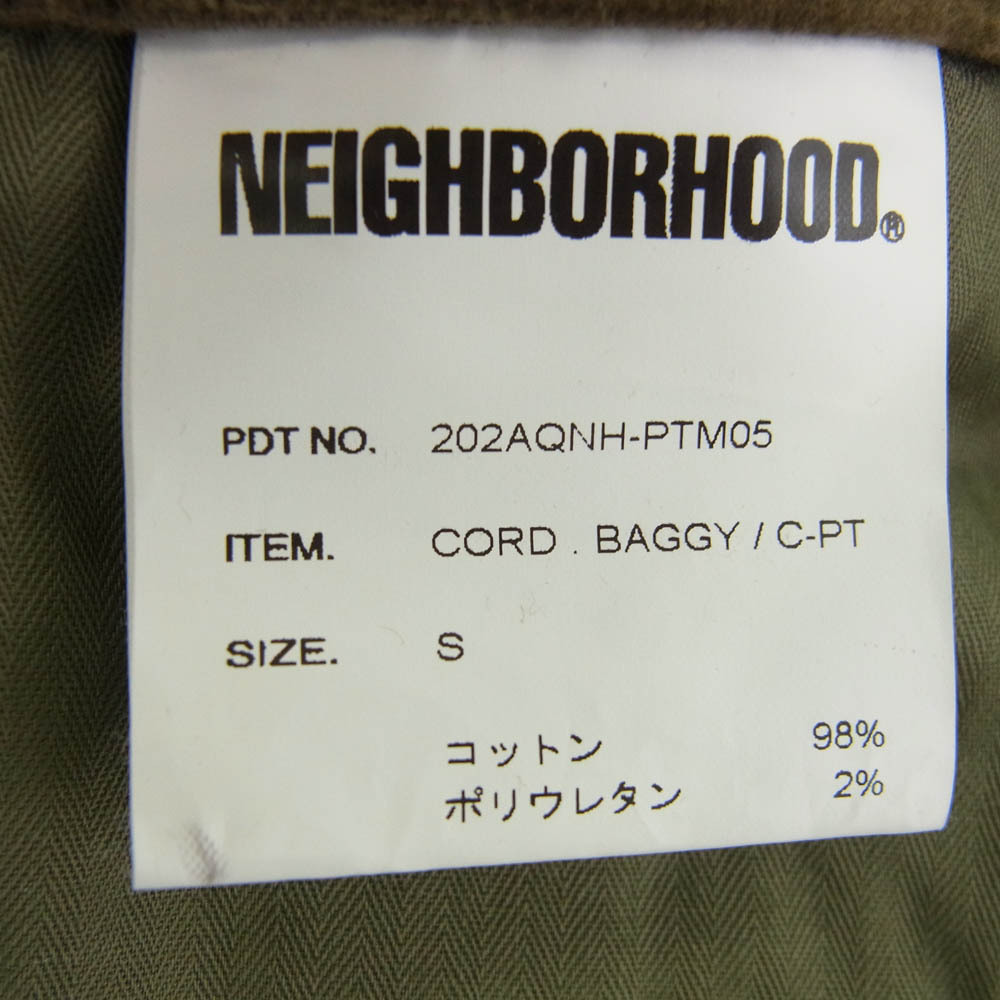 NEIGHBORHOOD®
PDT NO. 202AQNH-PTM05
ITEM. CORD . BAGGY / C-PT
SIZE. S
コットン 98%
ポリウレタン 2%